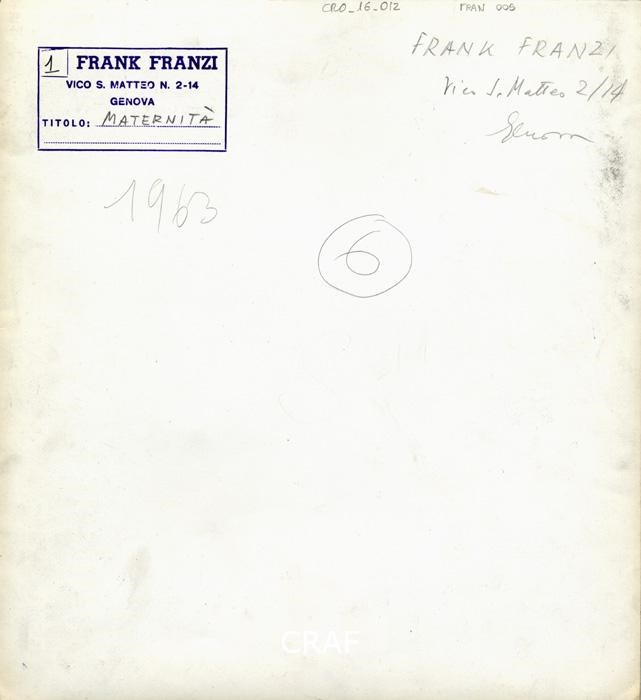 CRO_16_012
FRAN 005
FRANK FRANZI
Vico S. Matteo 2/14
Genova
1
FRANK FRANZI
VICO S. MATTEO N. 2-14
GENOVA
TITOLO: MATERNITÀ
1963
6
CRAF